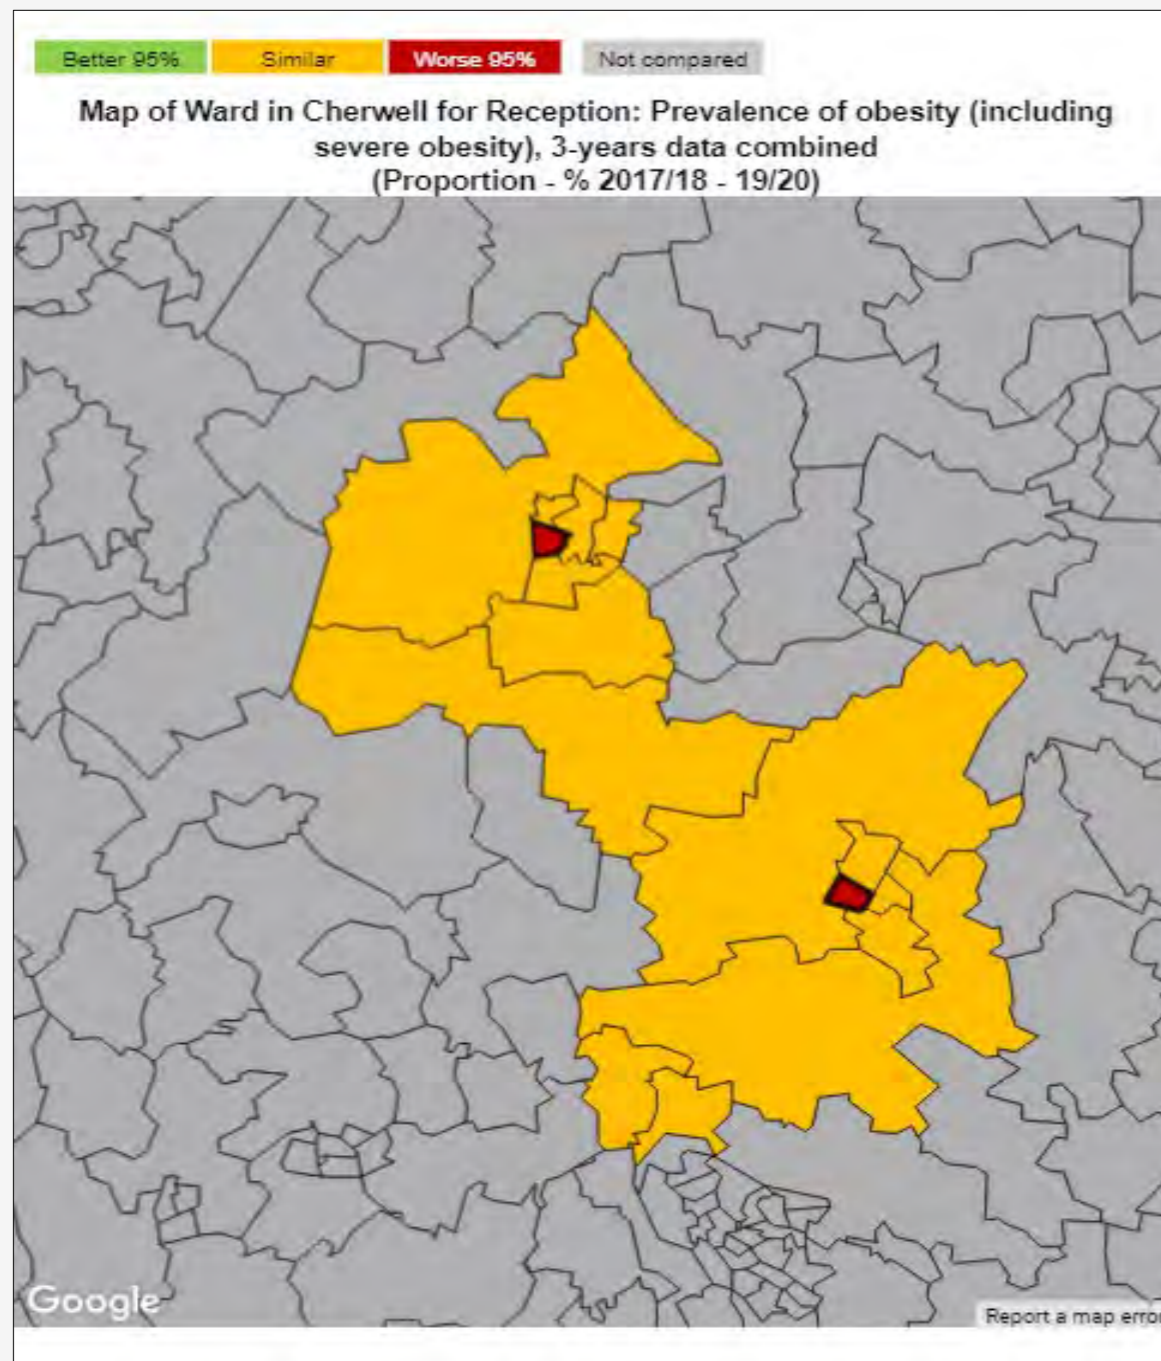 Better 95% Similar Worse 95% Not compared
Map of Ward in Cherwell for Reception: Prevalence of obesity (including
severe obesity), 3-years data combined
(Proportion - % 2017/18 - 19/20)
Google
Report a map error